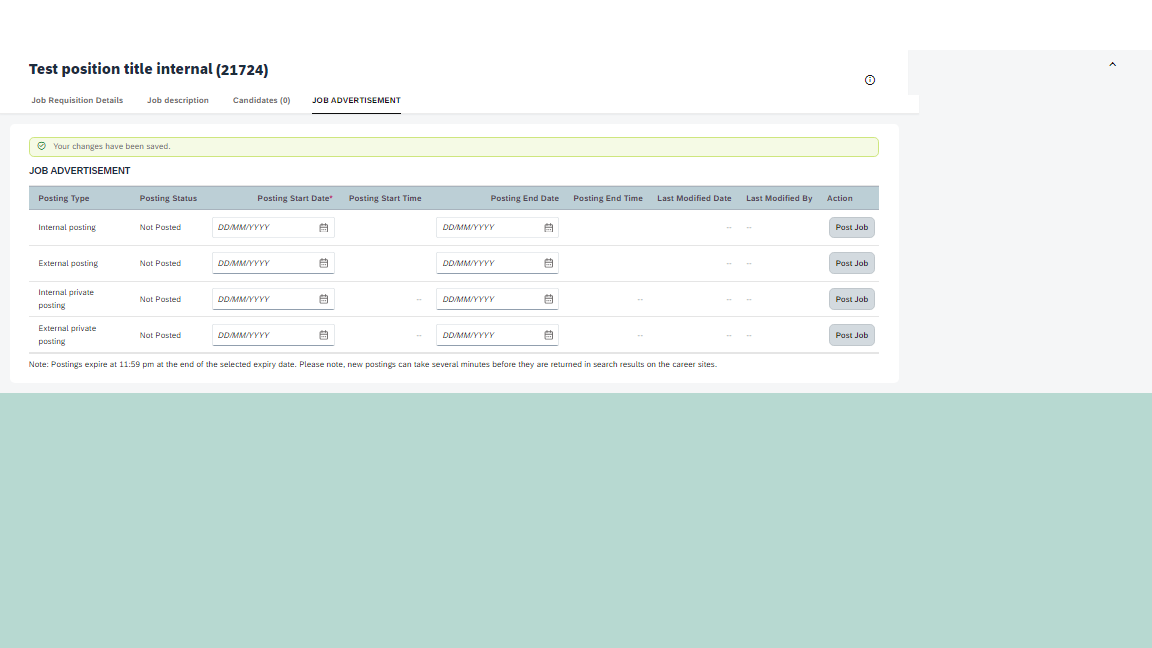 Test position title internal (21724)
Job Requisition Details Job description Candidates (0) JOB ADVERTISEMENT
Your changes have been saved.
JOB ADVERTISEMENT
Posting Type Posting Status Posting Start Date* Posting Start Time Posting End Date Posting End Time Last Modified Date Last Modified By Action
Internal posting Not Posted DD/MM/YYYY DD/MM/YYYY -- -- Post Job
External posting Not Posted DD/MM/YYYY DD/MM/YYYY -- -- Post Job
Internal private
posting Not Posted DD/MM/YYYY -- DD/MM/YYYY -- -- -- Post Job
External private
posting Not Posted DD/MM/YYYY -- DD/MM/YYYY -- -- -- Post Job
Note: Postings expire at 11:59 pm at the end of the selected expiry date. Please note, new postings can take several minutes before they are returned in search results on the career sites.